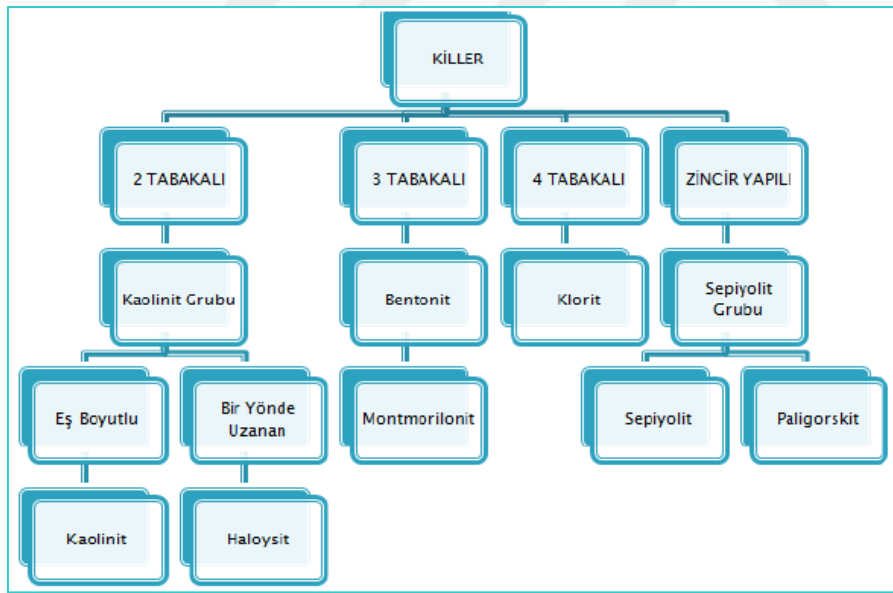 KİLLER
2 TABAKALI
3 TABAKALI
4 TABAKALI
ZİNCİR YAPILI
Kaolinit Grubu
Bentonit
Klorit
Sepiyolit
Grubu
Eş Boyutlu
Bir Yönde
Uzanan
Montmorilonit
Sepiyolit
Paligorskit
Kaolinit
Haloysit